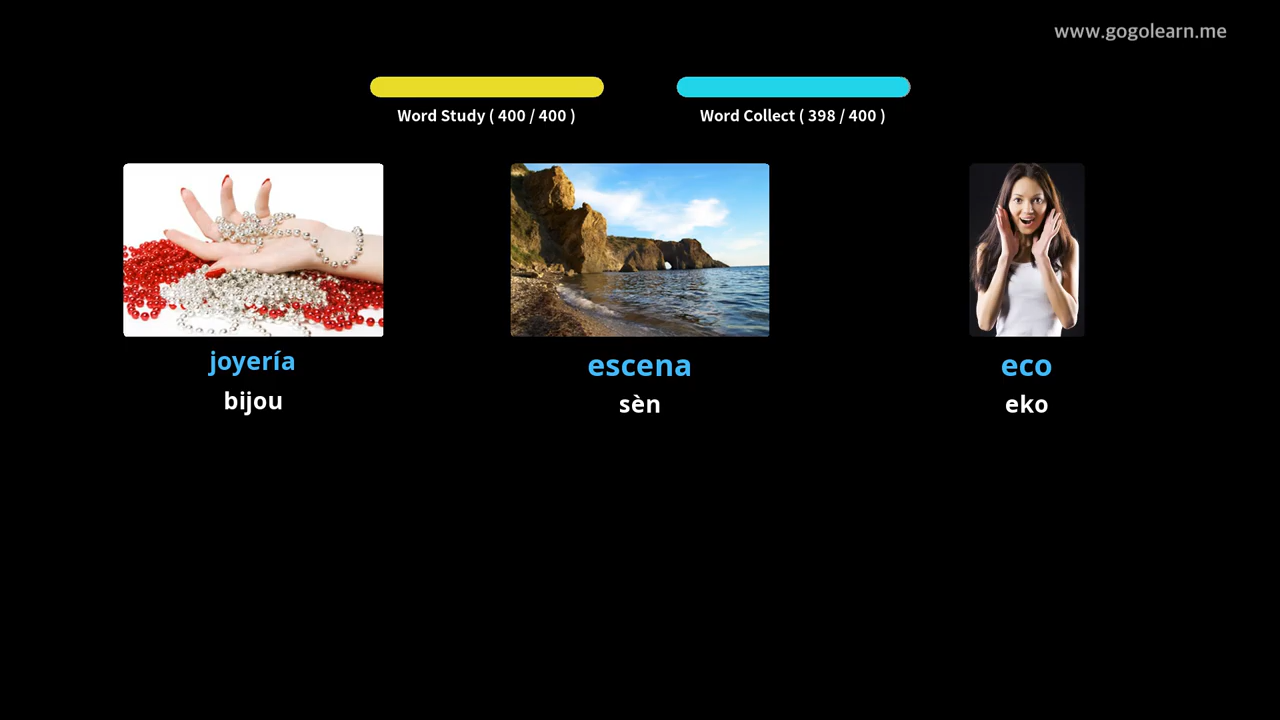 www.gogolearn.me
Word Study ( 400 / 400 )
Word Collect ( 398 / 400 )
joyería
escena
eco
bijou
sèn
eko